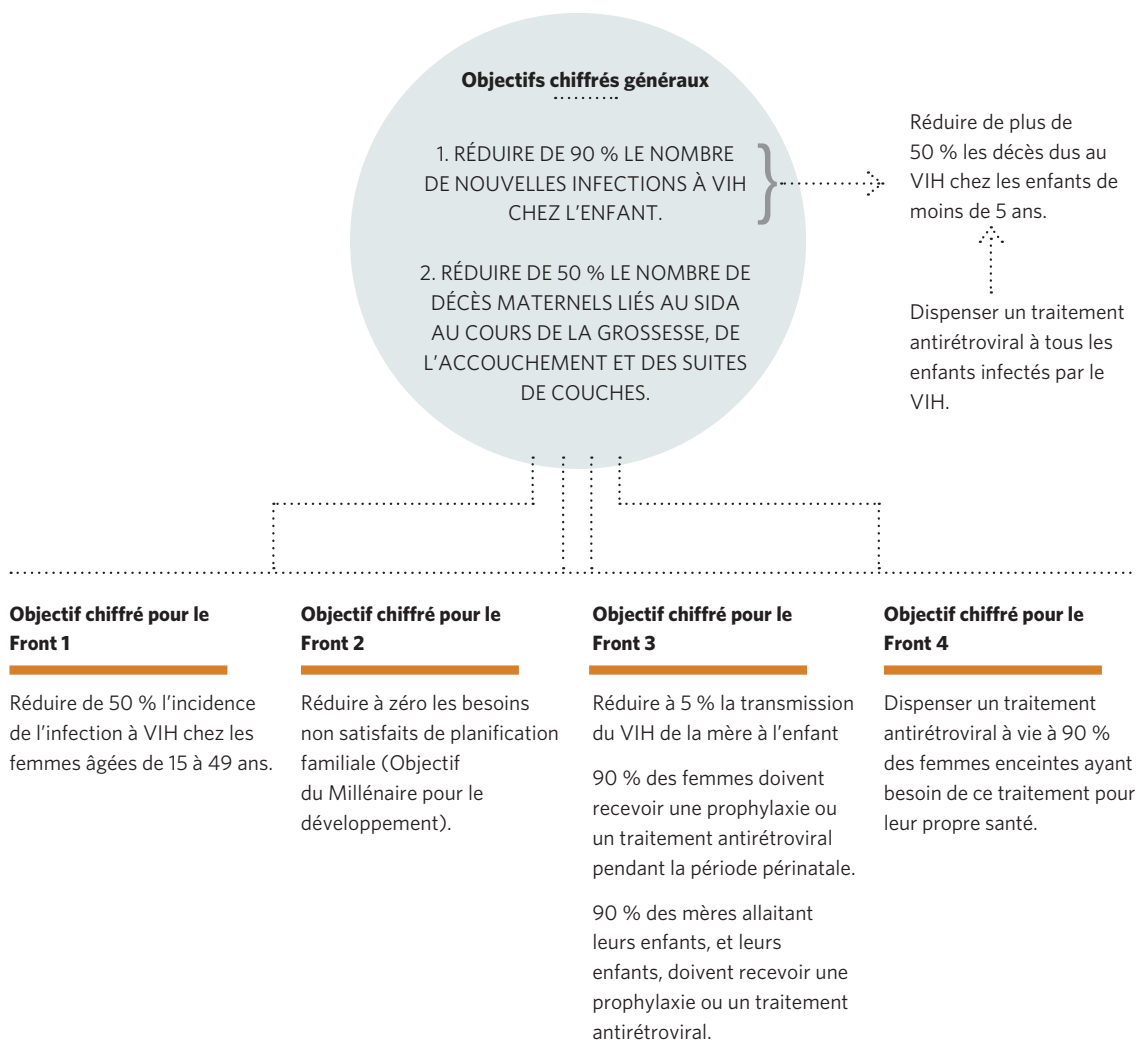 Objectifs chiffrés généraux
1. RÉDUIRE DE 90 % LE NOMBRE
DE NOUVELLES INFECTIONS À VIH
CHEZ L'ENFANT.
2. RÉDUIRE DE 50 % LE NOMBRE DE
DÉCÈS MATERNELS LIÉS AU SIDA
AU COURS DE LA GROSSESSE, DE
L'ACCOUCHEMENT ET DES SUITES
DE COUCHES.
Réduire de plus de
50 % les décès dus au
VIH chez les enfants de
moins de 5 ans.
Dispenser un traitement
antirétroviral à tous les
enfants infectés par le
VIH.
Objectif chiffré pour le
Front 1
Réduire de 50 % l'incidence
de l'infection à VIH chez les
femmes âgées de 15 à 49 ans.
Objectif chiffré pour le
Front 2
Réduire à zéro les besoins
non satisfaits de planification
familiale (Objectif
du Millénaire pour le
développement).
Objectif chiffré pour le
Front 3
Réduire à 5 % la transmission
du VIH de la mère à l'enfant
90 % des femmes doivent
recevoir une prophylaxie ou
un traitement antirétroviral
pendant la période périnatale.
90 % des mères allaitant
leurs enfants, et leurs
enfants, doivent recevoir une
prophylaxie ou un traitement
antirétroviral.
Objectif chiffré pour le
Front 4
Dispenser un traitement
antirétroviral à vie à 90 %
des femmes enceintes ayant
besoin de ce traitement pour
leur propre santé.